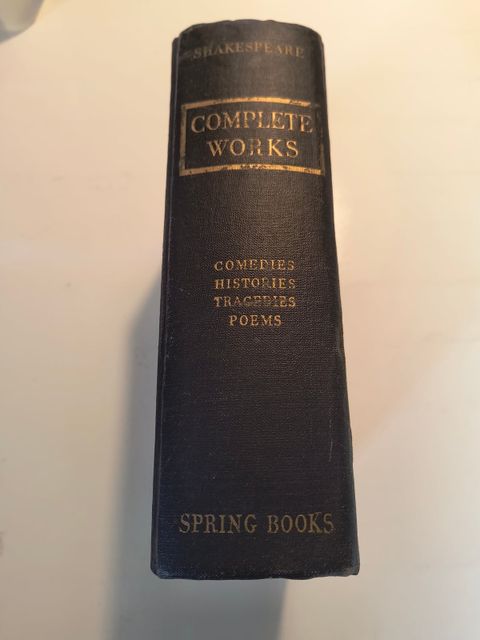 SHAKESPEARE
COMPLETE
WORKS
COMEDIES
HISTORIES
TRAGEDIES
POEMS
SPRING BOOKS